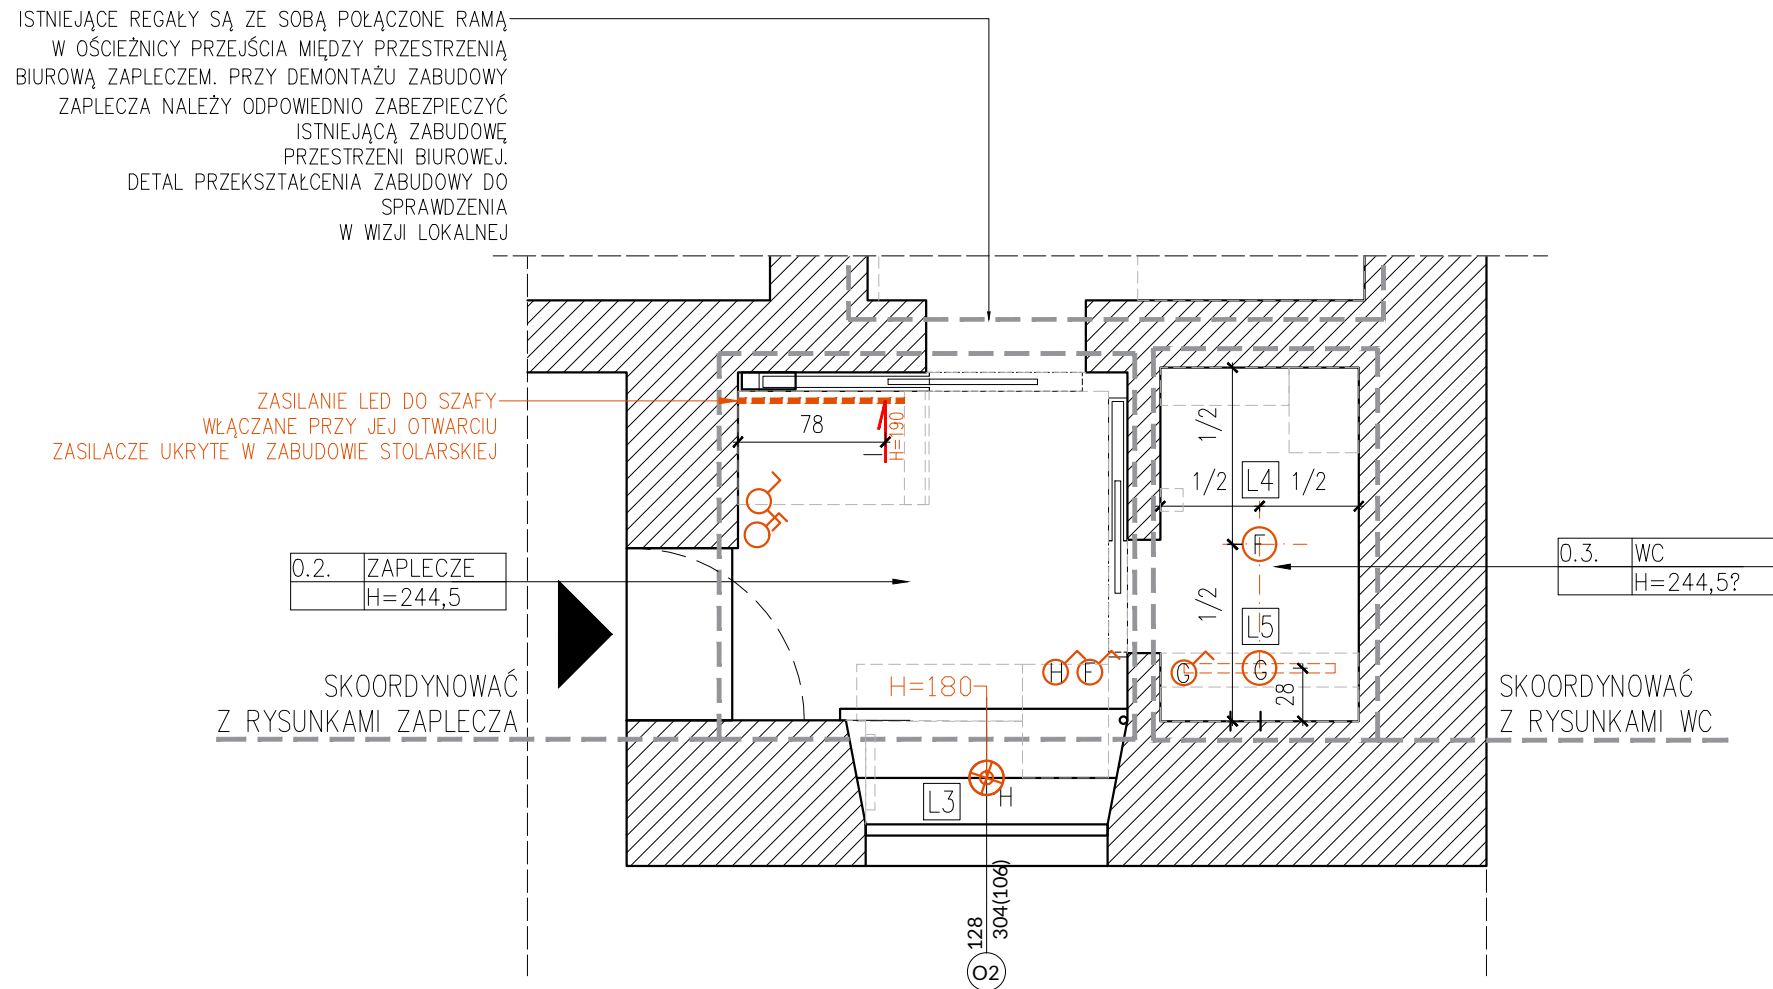 ISTNIEJĄCE REGAŁY SĄ ZE SOBĄ POŁĄCZONE RAMĄ
W OŚCIEŻNICY PRZEJŚCIA MIĘDZY PRZESTRZENIĄ
BIUROWĄ ZAPLECZEM. PRZY DEMONTAŻU ZABUDOWY
ZAPLECZA NALEŻY ODPOWIEDNIO ZABEZPIECZYĆ
ISTNIEJĄCĄ ZABUDOWĘ
PRZESTRZENI BIUROWEJ.
DETAL PRZEKSZTAŁCENIA ZABUDOWY DO
SPRAWDZENIA
W WIZJI LOKALNEJ
ZASILANIE LED DO SZAFY
WŁĄCZANE PRZY JEJ OTWARCIU
ZASILACZE UKRYTE W ZABUDOWIE STOLARSKIEJ
78
H=190
1/2
1/2
L4
1/2
F
1/2
L5
0.2. ZAPLECZE
H=244,5
0.3. WC
H=244,5?
H
F
G
G
28
SKOORDYNOWAĆ
Z RYSUNKAMI ZAPLECZA
H=180
SKOORDYNOWAĆ
Z RYSUNKAMI WC
L3
H
128
304(106)
O2